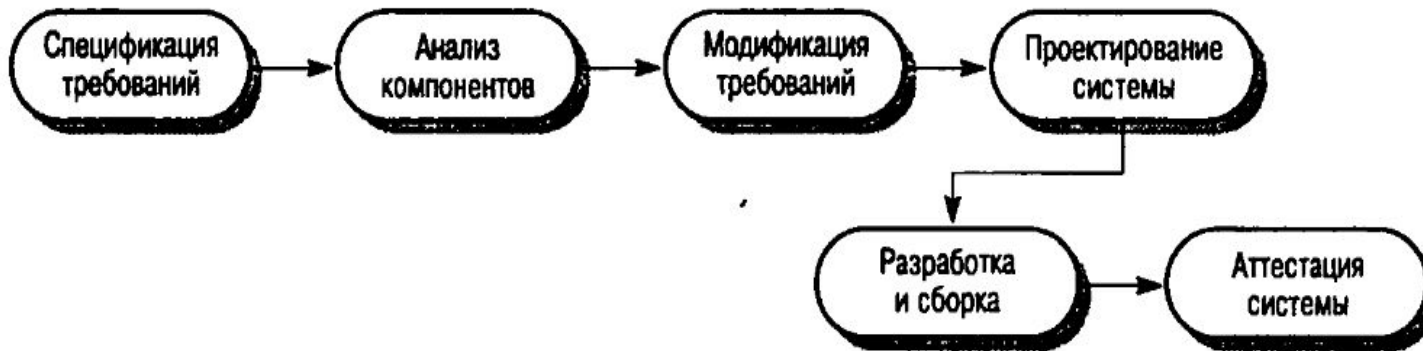 Спецификация
требований
Анализ
компонентов
Модификация
требований
Проектирование
системы
Разработка
и сборка
Аттестация
системы